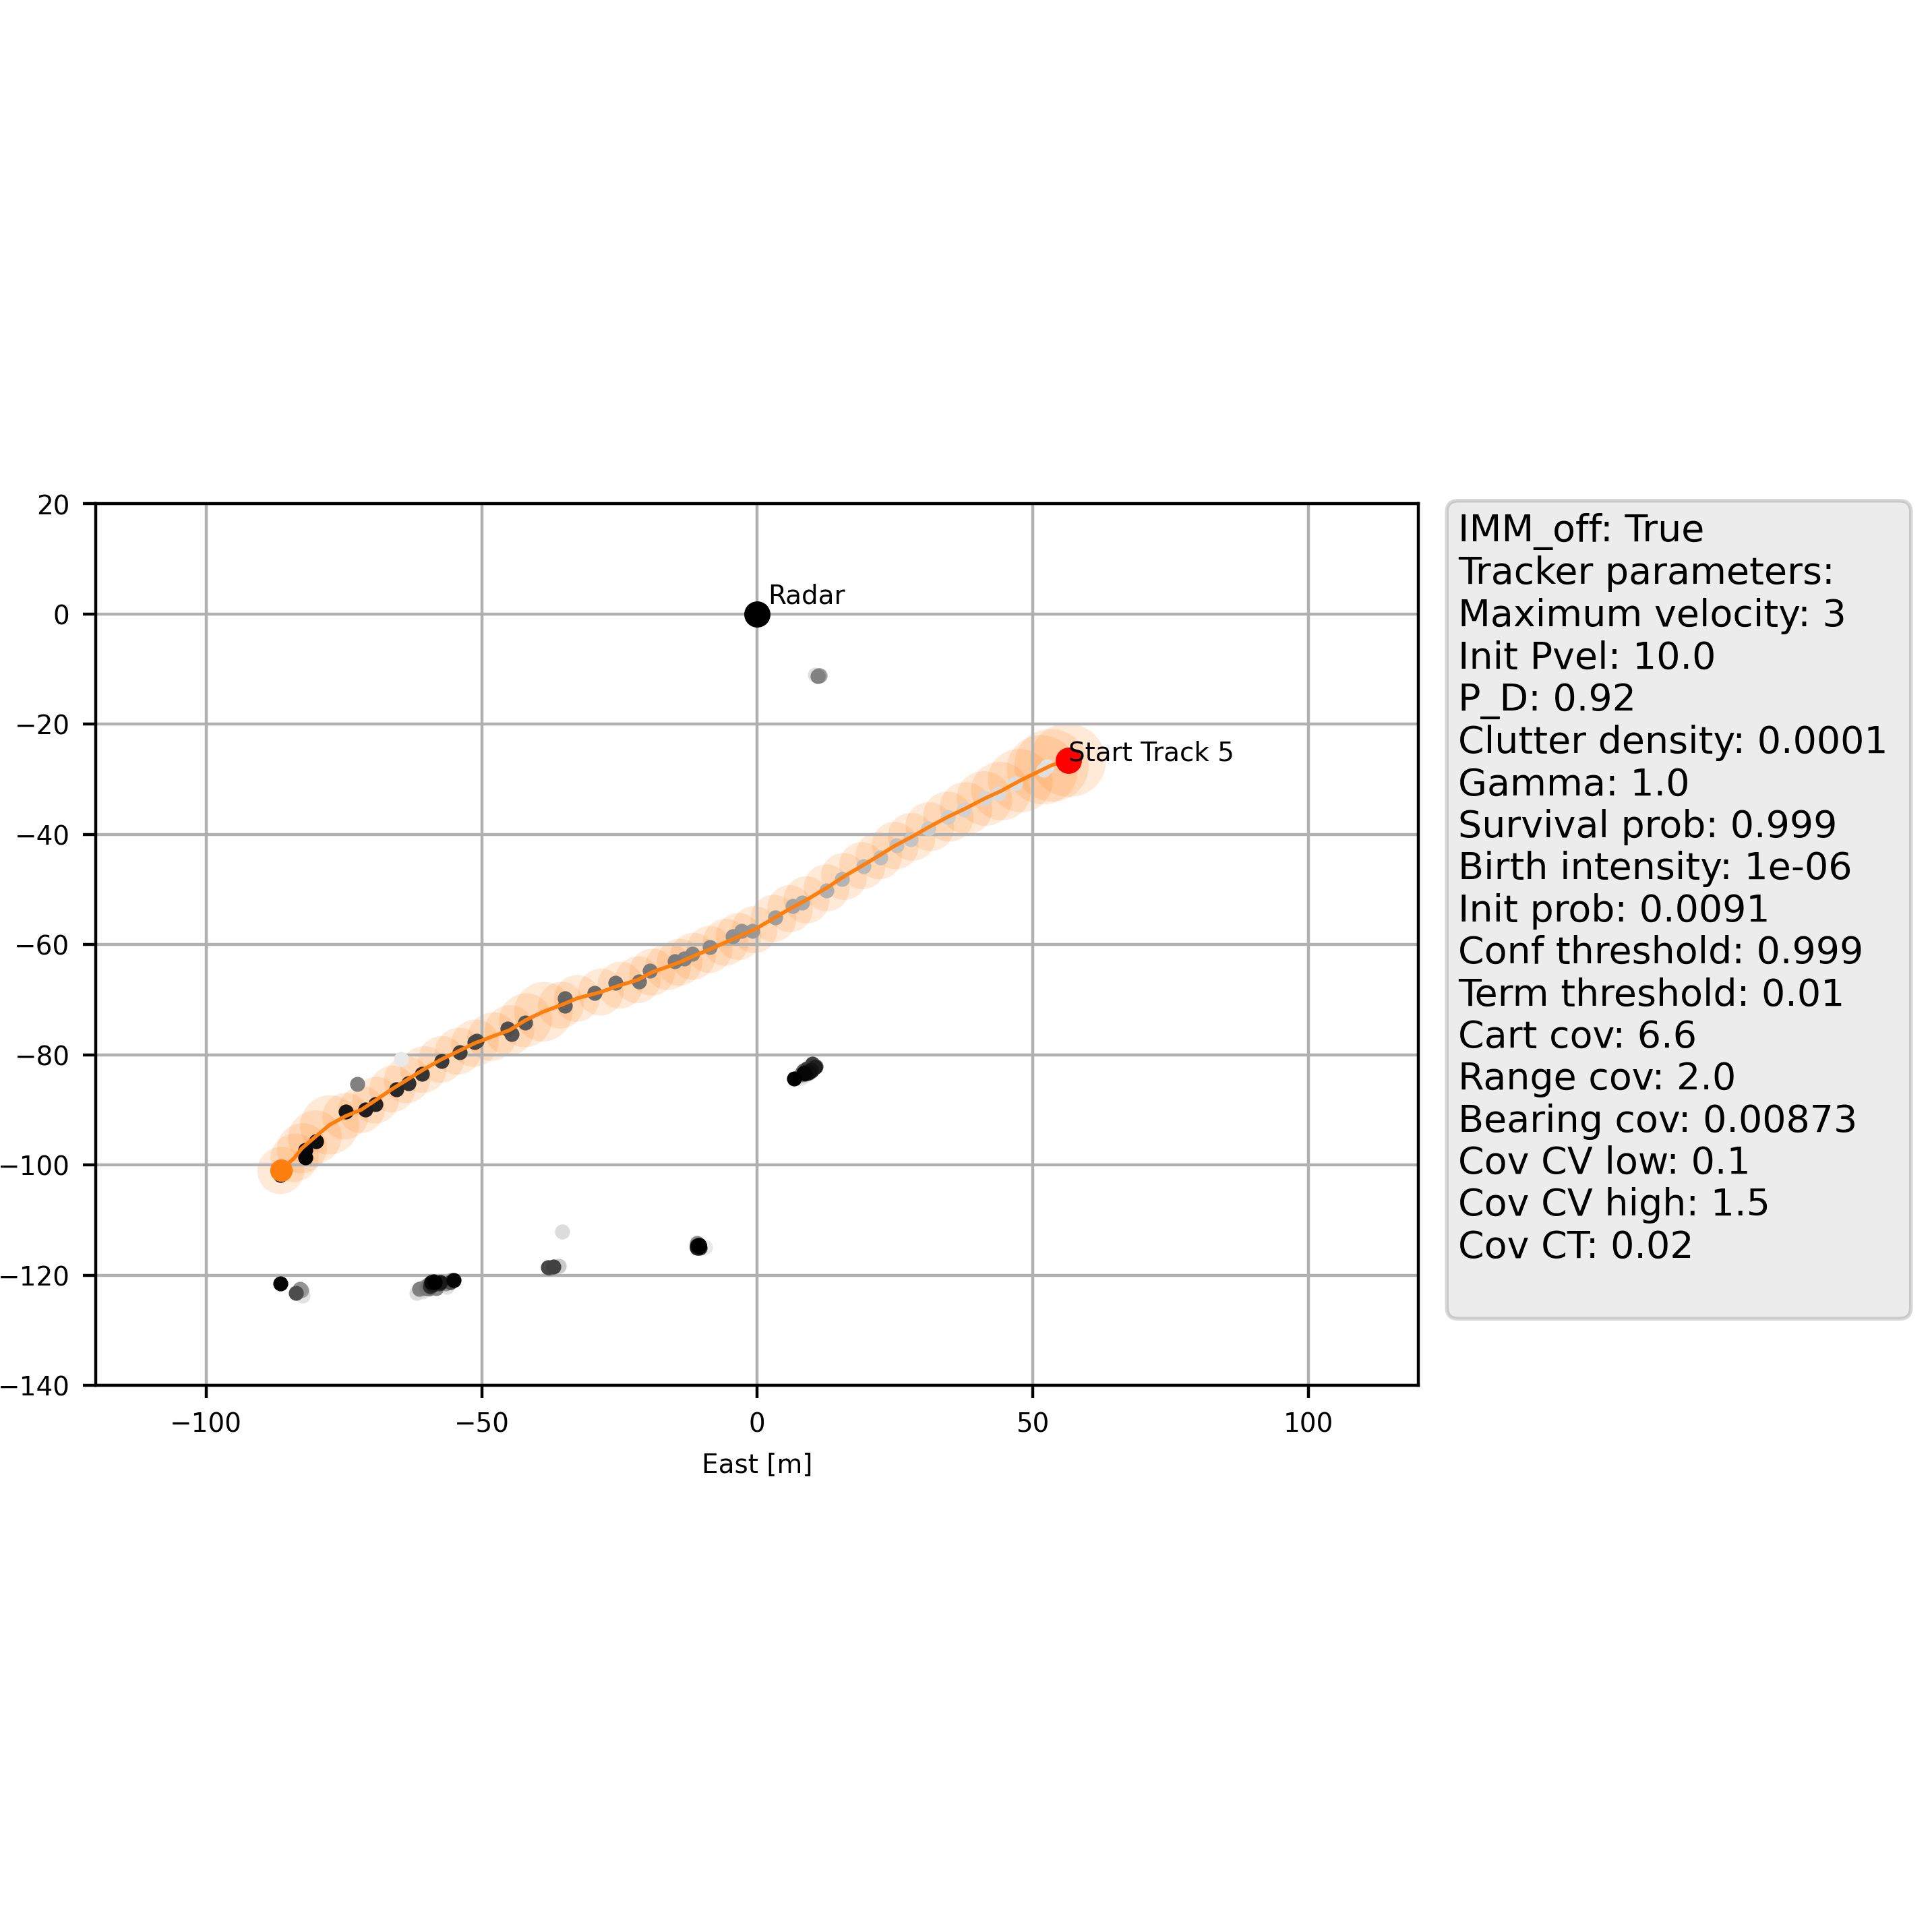 20
0
−20
−40
−60
−80
−100
−120
−140
−100
−50
0
50
100
East [m]
Radar
Start Track 5
IMM_off: True
Tracker parameters:
Maximum velocity: 3
Init Pvel: 10.0
P_D: 0.92
Clutter density: 0.0001
Gamma: 1.0
Survival prob: 0.999
Birth intensity: 1e-06
Init prob: 0.0091
Conf threshold: 0.999
Term threshold: 0.01
Cart cov: 6.6
Range cov: 2.0
Bearing cov: 0.00873
Cov CV low: 0.1
Cov CV high: 1.5
Cov CT: 0.02